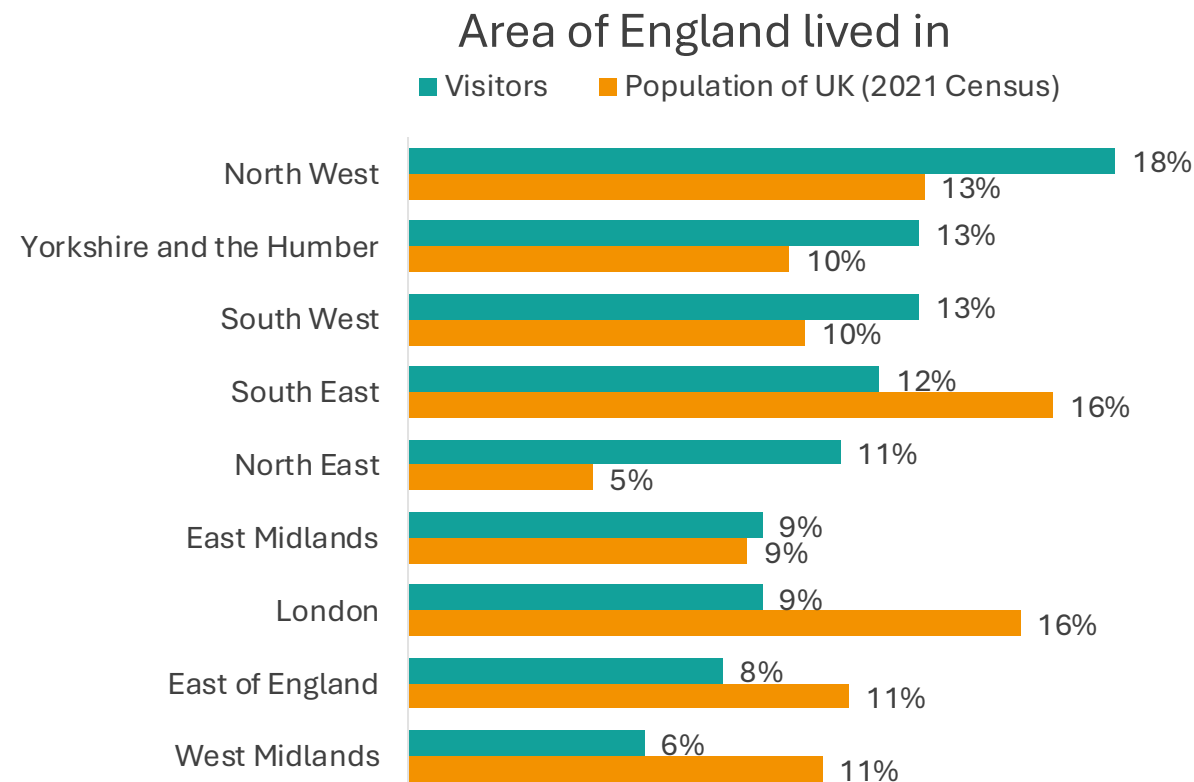 Area of England lived in
Visitors Population of UK (2021 Census)
North West 18%
13%
Yorkshire and the Humber 13%
10%
South West 13%
10%
South East 12%
16%
North East 11%
5%
East Midlands 9%
9%
London 9%
16%
East of England 8%
11%
West Midlands 6%
11%